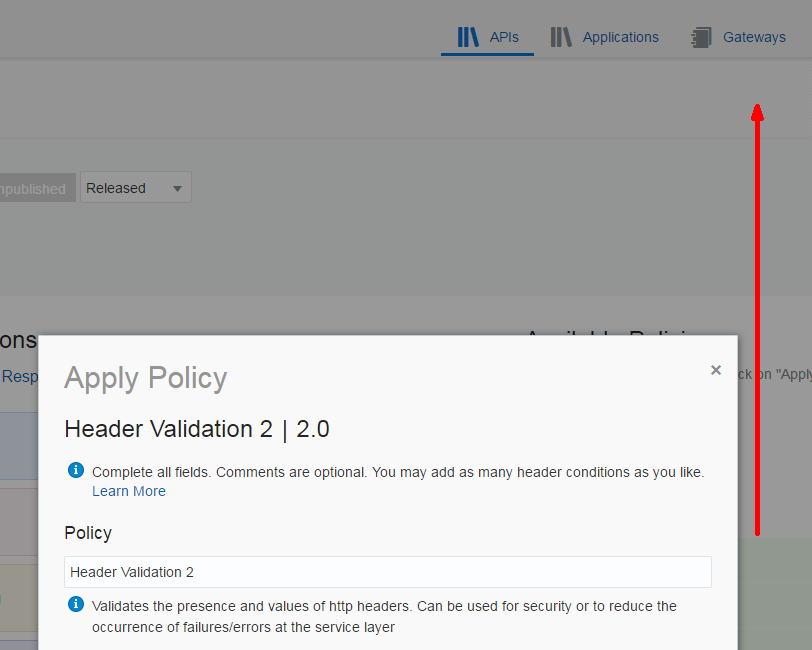 APIs Applications Gateways
Released
Apply Policy ×
Header Validation 2 | 2.0
Complete all fields. Comments are optional. You may add as many header conditions as you like.
Learn More
Policy
Header Validation 2
Validates the presence and values of http headers. Can be used for security or to reduce the
occurrence of failures/errors at the service layer